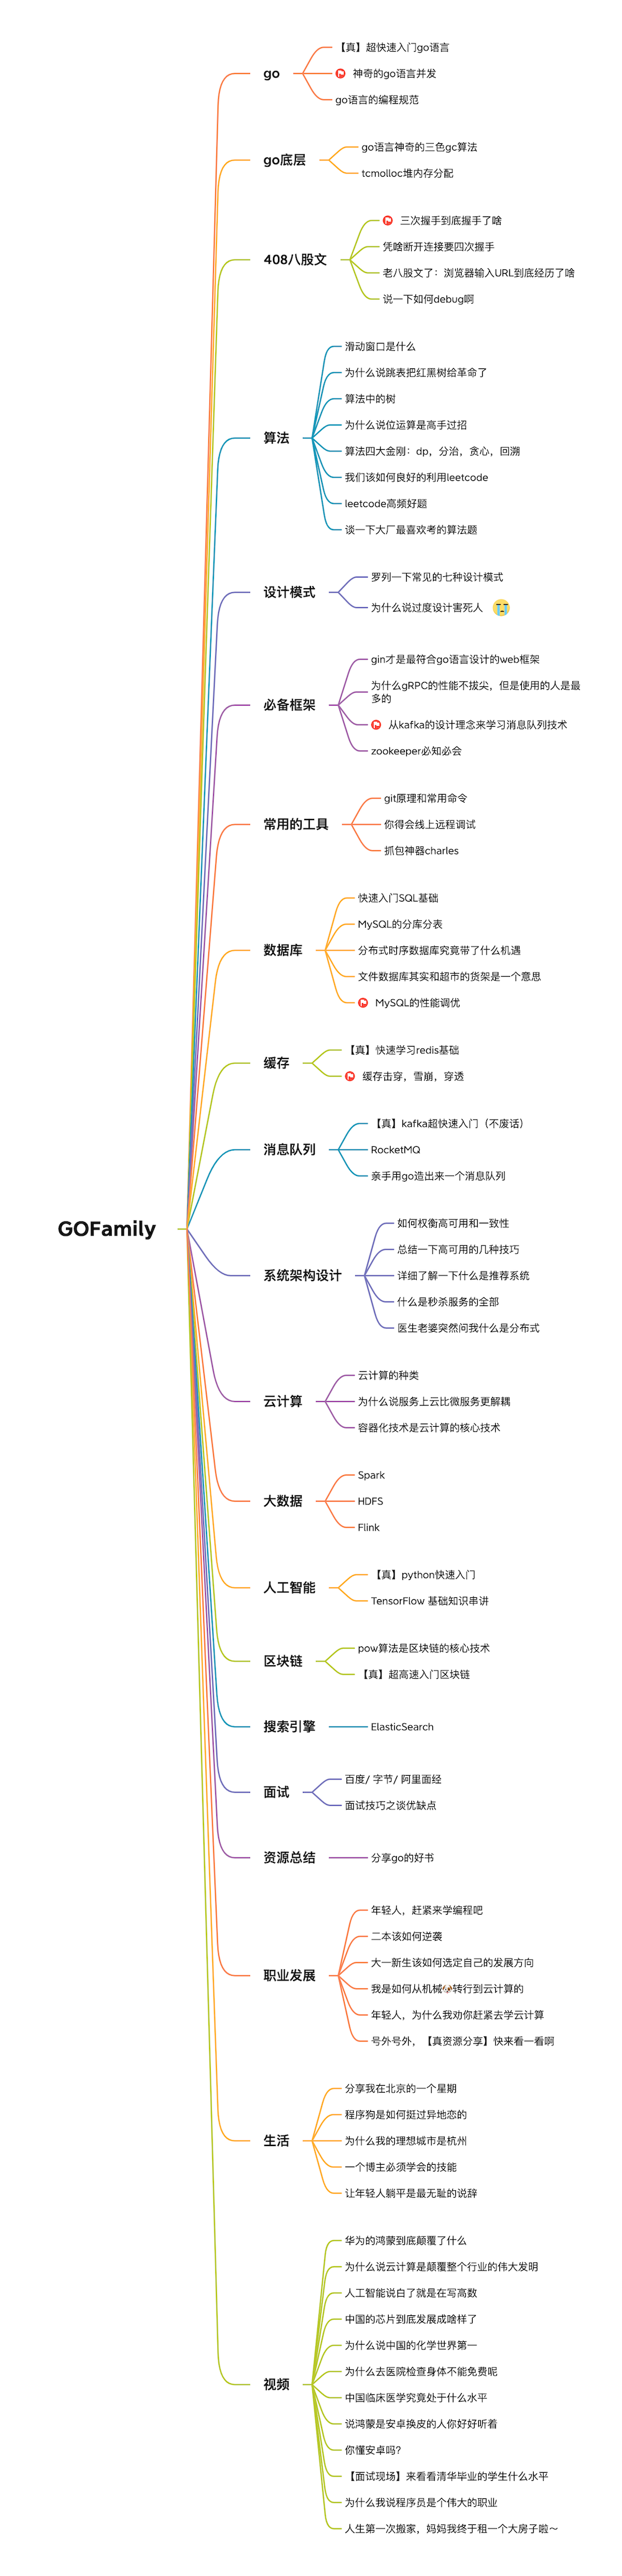 GOFamily
go
【真】超快速入门go语言
神奇的go语言并发
go语言的编程规范
go底层
go语言神奇的三色gc算法
tcmolloc堆内存分配
408八股文
三次握手到底握手了啥
凭啥断开连接要四次握手
老八股文了：浏览器输入URL到底经历了啥
说一下如何debug啊
算法
滑动窗口是什么
为什么说跳表把红黑树给革命了
算法中的树
为什么说位运算是高手过招
算法四大金刚：dp，分治，贪心，回溯
我们该如何良好的利用leetcode
leetcode高频好题
谈一下大厂最喜欢考的算法题
设计模式
罗列一下常见的七种设计模式
为什么说过度设计害死人
必备框架
gin才是最符合go语言设计的web框架
为什么gRPC的性能不拔尖，但是使用的人是最
多的
从kafka的设计理念来学习消息队列技术
zookeeper必知必会
常用的工具
git原理和常用命令
你得会线上远程调试
抓包神器charles
数据库
快速入门SQL基础
MySQL的分库分表
分布式时序数据库究竟带了什么机遇
文件数据库其实和超市的货架是一个意思
MySQL的性能调优
缓存
【真】快速学习redis基础
缓存击穿，雪崩，穿透
消息队列
【真】kafka超快速入门（不废话）
RocketMQ
亲手用go造出来一个消息队列
系统架构设计
如何权衡高可用和一致性
总结一下高可用的几种技巧
详细了解一下什么是推荐系统
什么是秒杀服务的全部
医生老婆突然问我什么是分布式
云计算
云计算的种类
为什么说服务上云比微服务更解耦
容器化技术是云计算的核心技术
大数据
Spark
HDFS
Flink
人工智能
【真】python快速入门
TensorFlow 基础知识串讲
区块链
pow算法是区块链的核心技术
【真】超高速入门区块链
搜索引擎
ElasticSearch
面试
百度/ 字节/ 阿里面经
面试技巧之谈优缺点
资源总结
分享go的好书
职业发展
年轻人，赶紧来学编程吧
二本该如何逆袭
大一新生该如何选定自己的发展方向
我是如何从机械🐶转行到云计算的
年轻人，为什么我劝你赶紧去学云计算
号外号外，【真资源分享】快来看一看啊
生活
分享我在北京的一个星期
程序狗是如何挺过异地恋的
为什么我的理想城市是杭州
一个博主必须学会的技能
让年轻人躺平是最无耻的说辞
视频
华为的鸿蒙到底颠覆了什么
为什么说云计算是颠覆整个行业的伟大发明
人工智能说白了就是在写高数
中国的芯片到底发展成啥样了
为什么说中国的化学世界第一
为什么去医院检查身体不能免费呢
中国临床医学究竟处于什么水平
说鸿蒙是安卓换皮的人你好好听着
你懂安卓吗?
【面试现场】来看看清华毕业的学生什么水平
为什么我说程序员是个伟大的职业
人生第一次搬家，妈妈我终于租一个大房子啦～